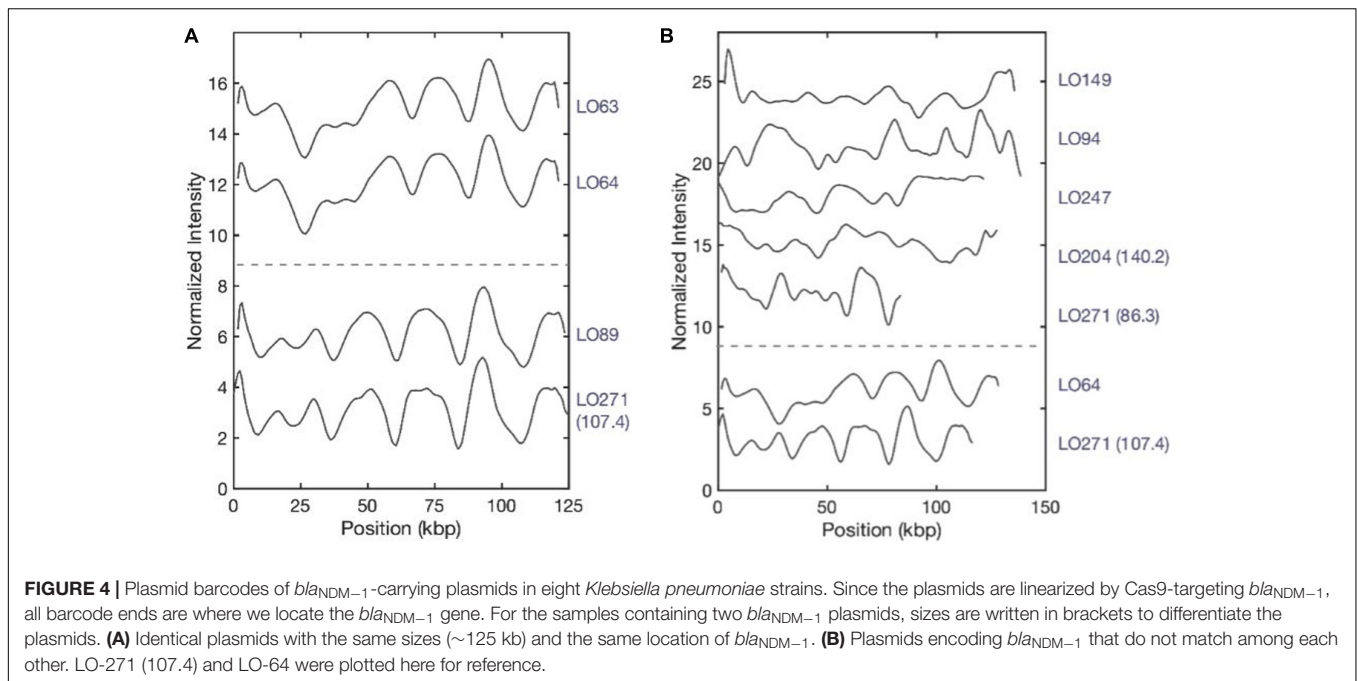 A
B
16
14
12
10
8
6
4
2
0
Normalized Intensity
0 25 50 75 100 125
Position (kbp)
LO63
LO64
LO89
LO271
(107.4)
25
20
15
10
5
0
Normalized Intensity
0 50 100 150
Position (kbp)
LO149
LO94
LO247
LO204 (140.2)
LO271 (86.3)
LO64
LO271 (107.4)
FIGURE 4 | Plasmid barcodes of blaNDM−1-carrying plasmids in eight Klebsiella pneumoniae strains. Since the plasmids are linearized by Cas9-targeting blaNDM−1,
all barcode ends are where we locate the blaNDM−1 gene. For the samples containing two blaNDM−1 plasmids, sizes are written in brackets to differentiate the
plasmids. (A) Identical plasmids with the same sizes (∼125 kb) and the same location of blaNDM−1. (B) Plasmids encoding blaNDM−1 that do not match among each
other. LO-271 (107.4) and LO-64 were plotted here for reference.